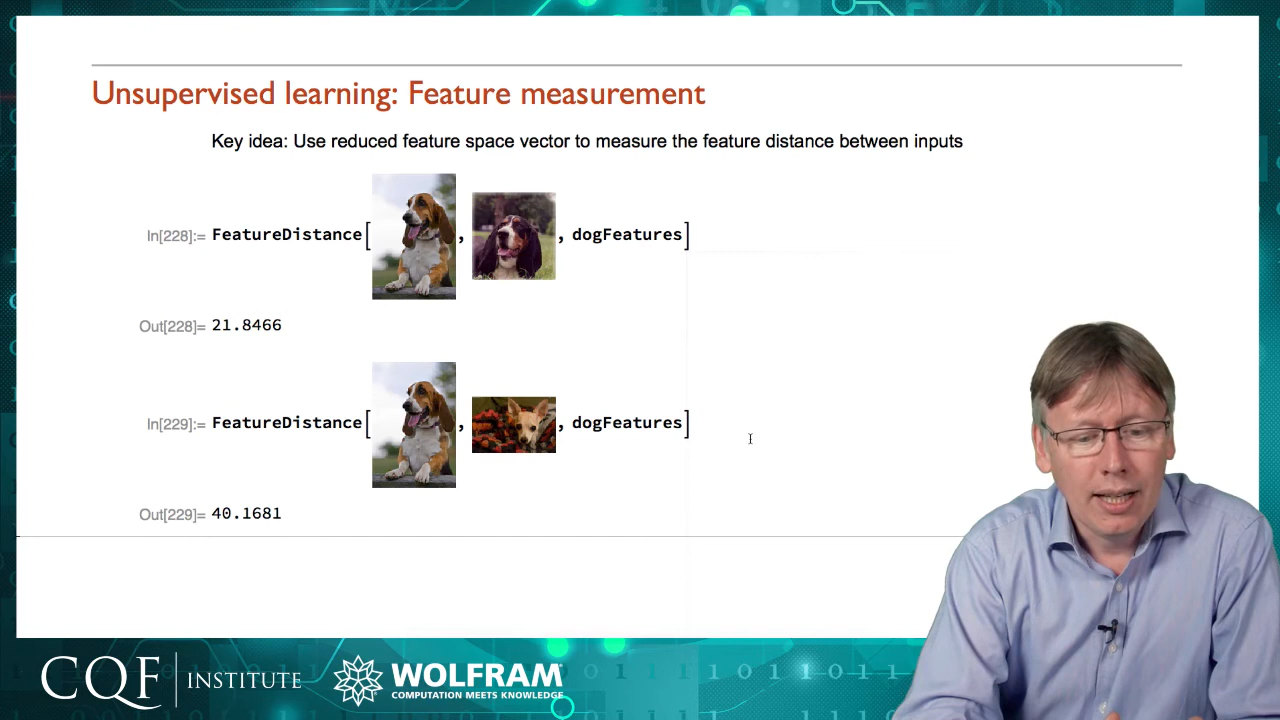 Unsupervised learning: Feature measurement
Key idea: Use reduced feature space vector to measure the feature distance between inputs
In[228]:= FeatureDistance[ , , dogFeatures]
Out[228]= 21.8466
In[229]:= FeatureDistance[ , , dogFeatures]
Out[229]= 40.1681
CQF INSTITUTE
WOLFRAM
COMPUTATION MEETS KNOWLEDGE